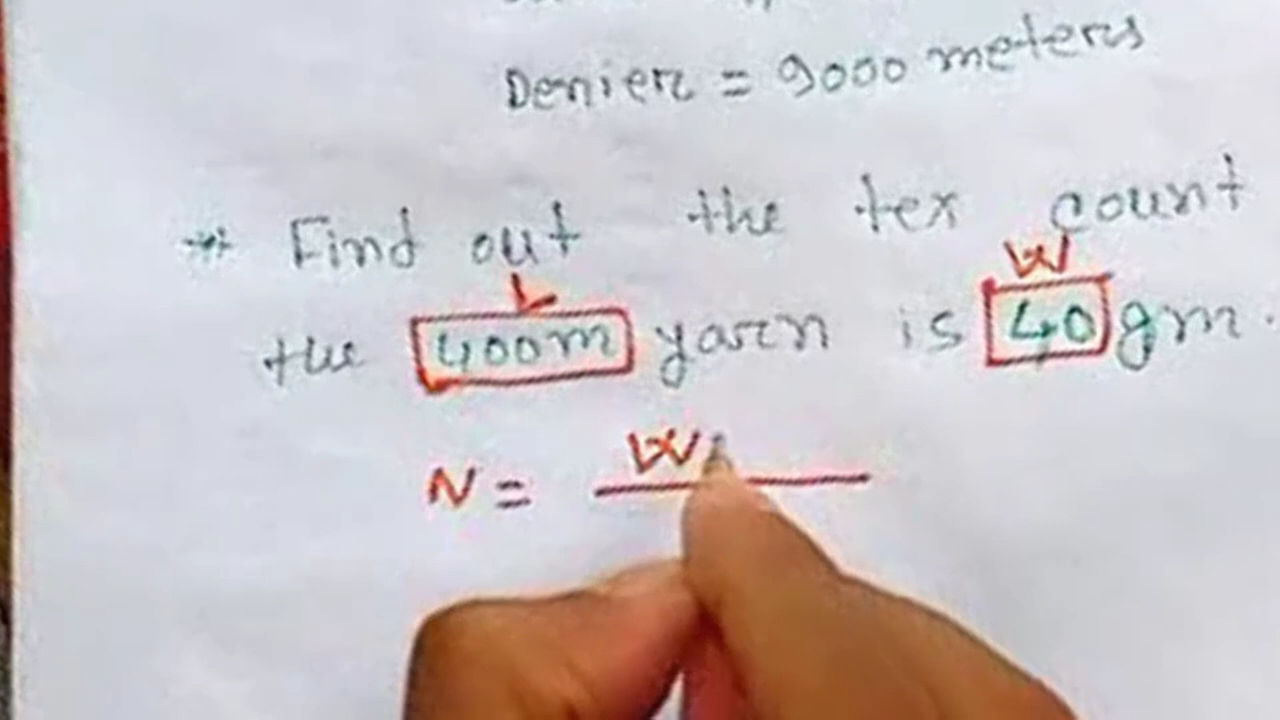 Denier = 9000 meters
* Find out the tex count
L W
the 400m yarn is 40 gm.
N = W